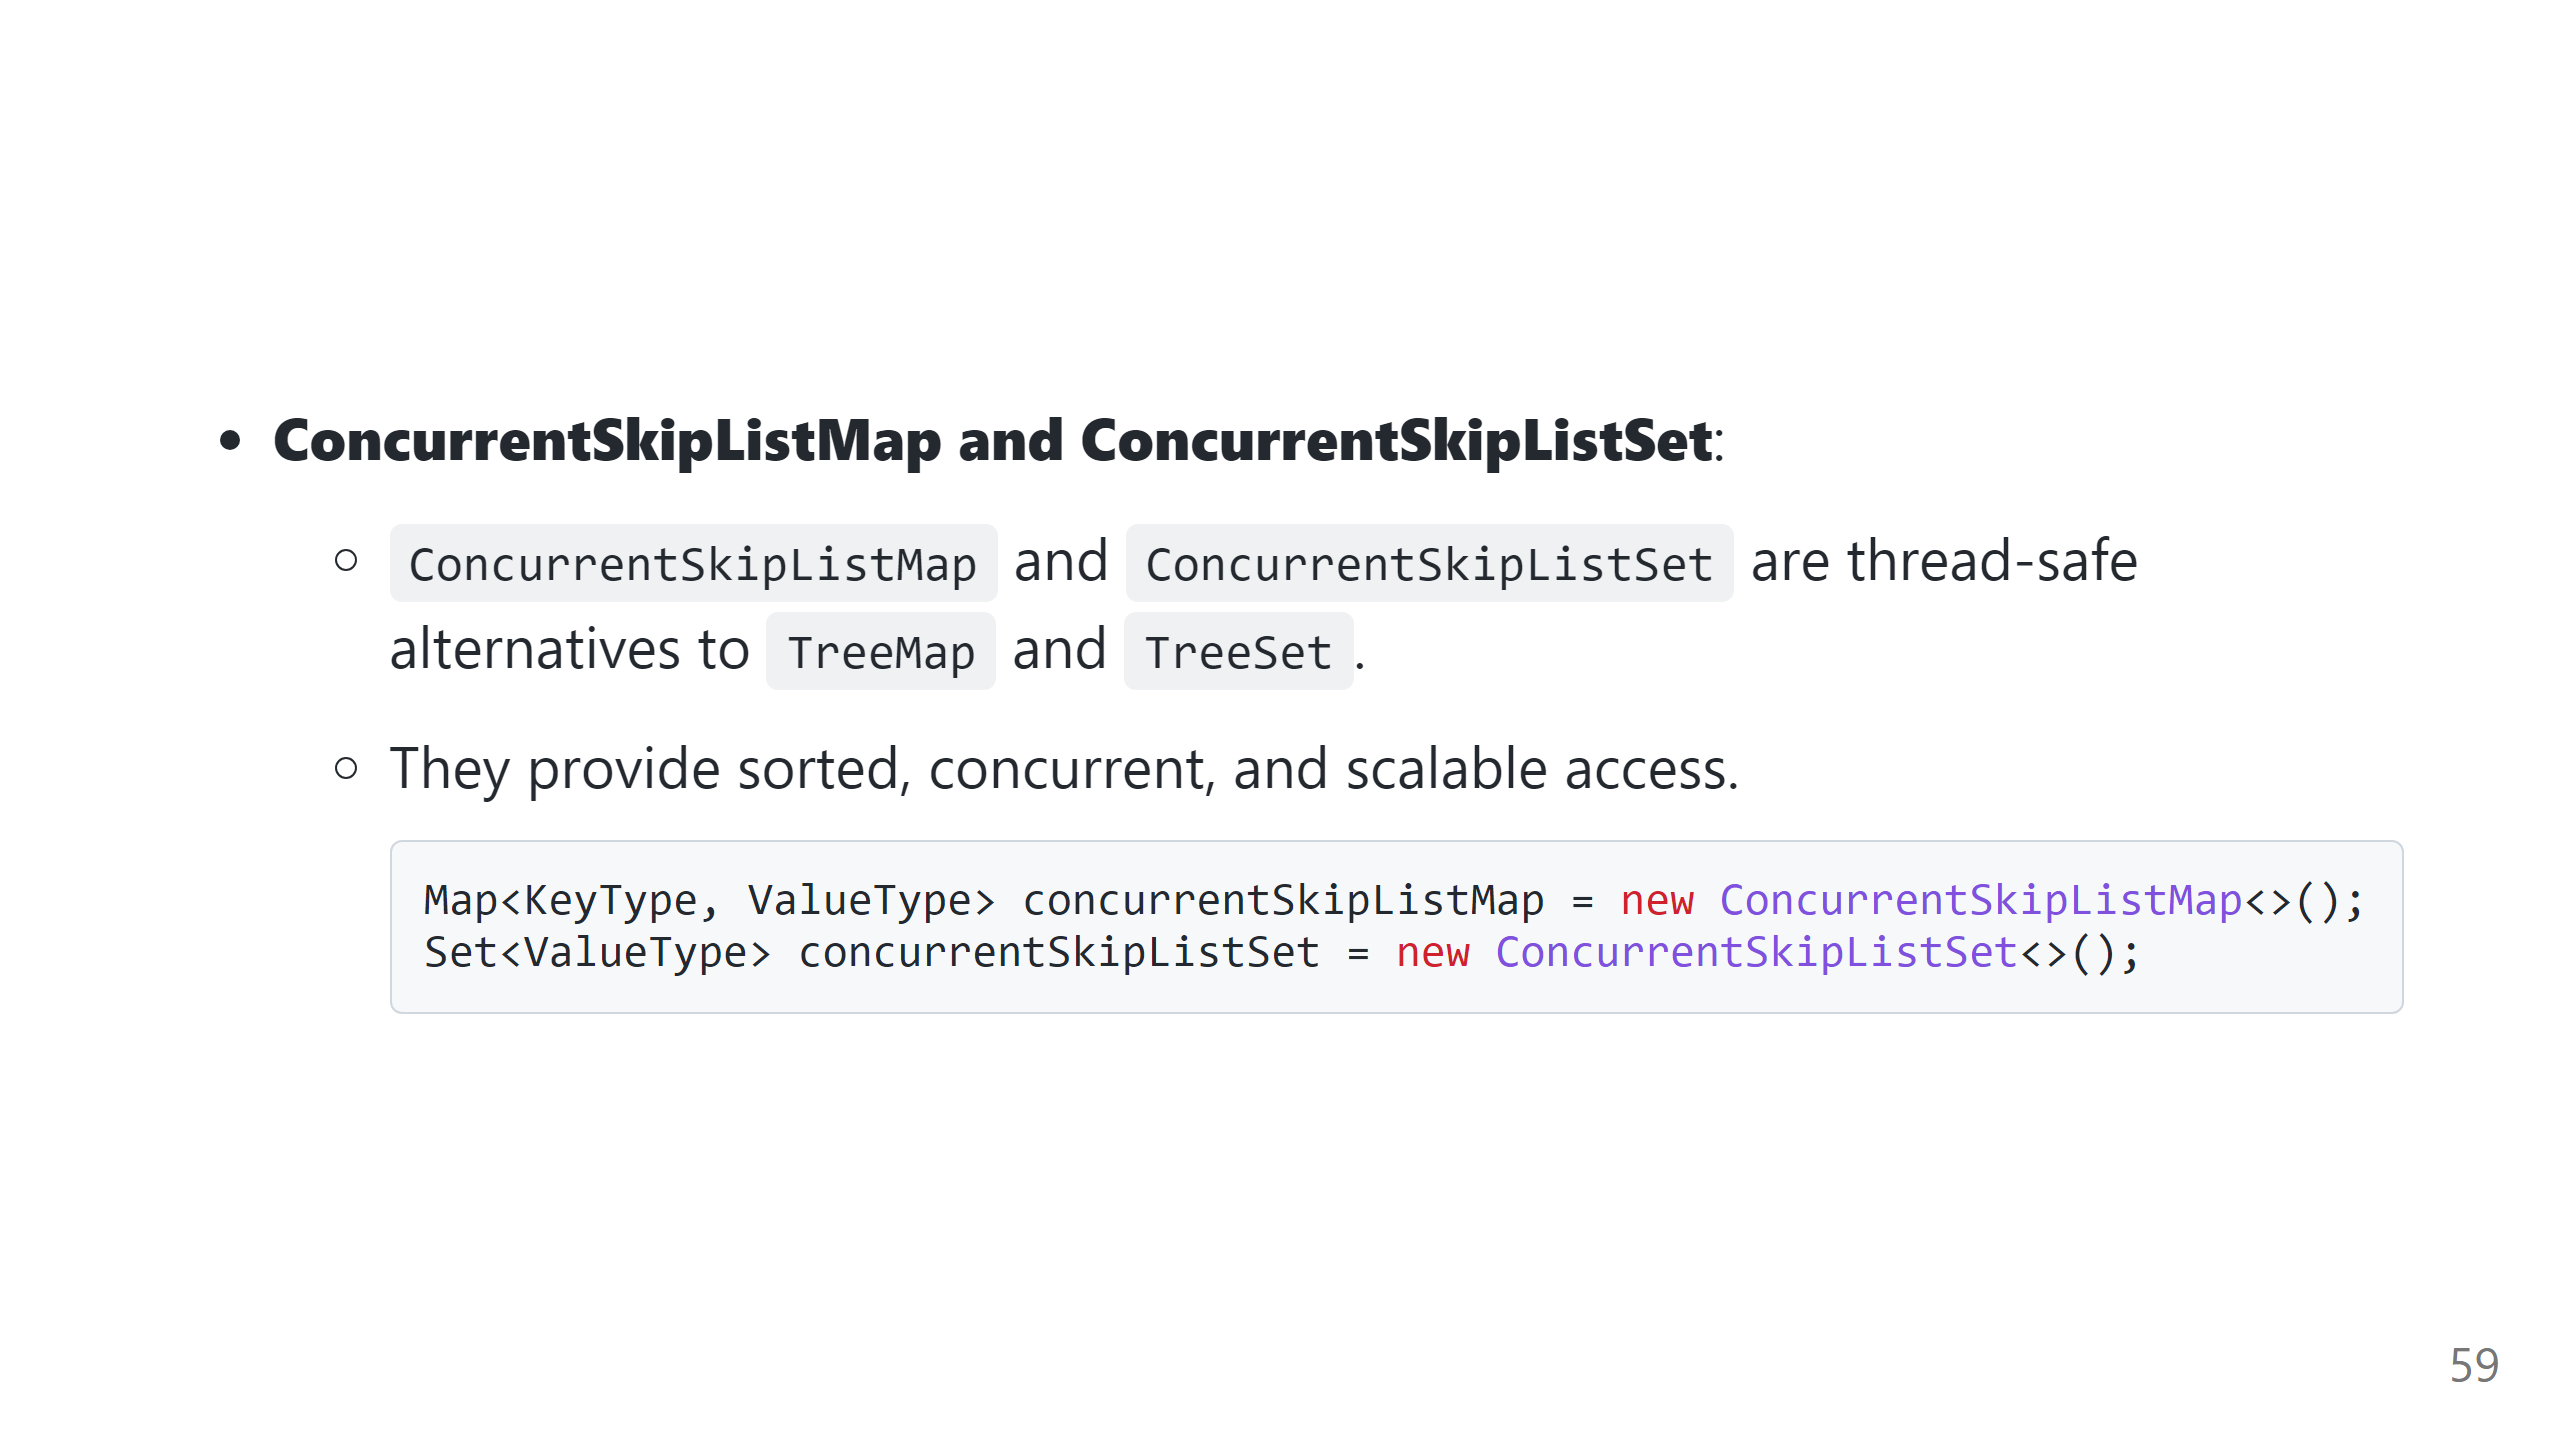 • ConcurrentSkipListMap and ConcurrentSkipListSet:
○ ConcurrentSkipListMap and ConcurrentSkipListSet are thread-safe
alternatives to TreeMap and TreeSet.
○ They provide sorted, concurrent, and scalable access.
Map<KeyType, ValueType> concurrentSkipListMap = new ConcurrentSkipListMap<>();
Set<ValueType> concurrentSkipListSet = new ConcurrentSkipListSet<>();
59